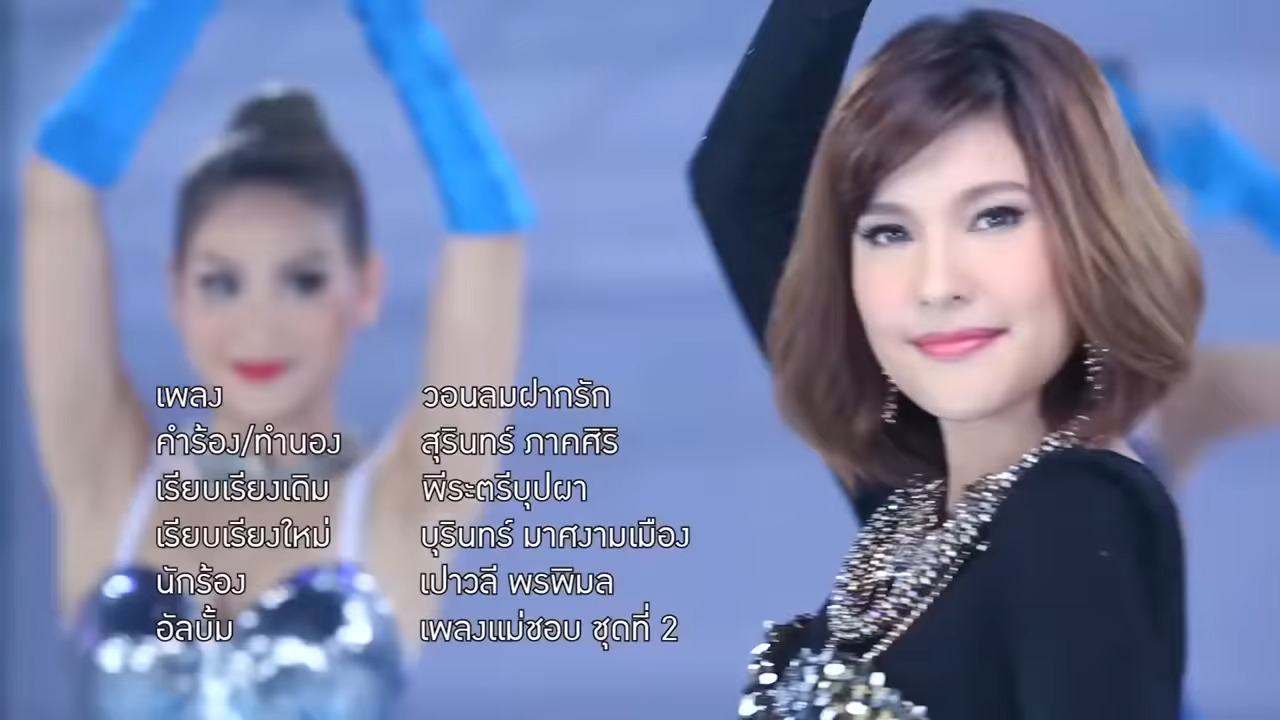 เพลง วอนลมฝากรัก
คำร้อง/ทำนอง สุรินทร์ ภาคศิริ
เรียบเรียงเดิม พีระตรีบุปผา
เรียบเรียงใหม่ บุรินทร์ มาศงามเมือง
นักร้อง เปาวลี พรพิมล
อัลบั้ม เพลงแม่ชอบ ชุดที่ 2